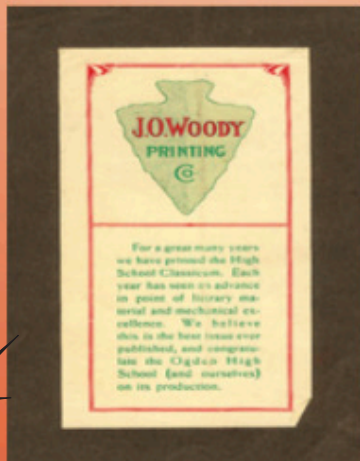 J.O.WOODY
PRINTING
Co
For a great many years
we have printed the High
School Classicum. Each
year has seen an advance
in point of literary ma-
terial and mechanical ex-
cellence. We believe
this is the best issue ever
published, and congratu-
late the Ogden High
School (and ourselves)
on its production.